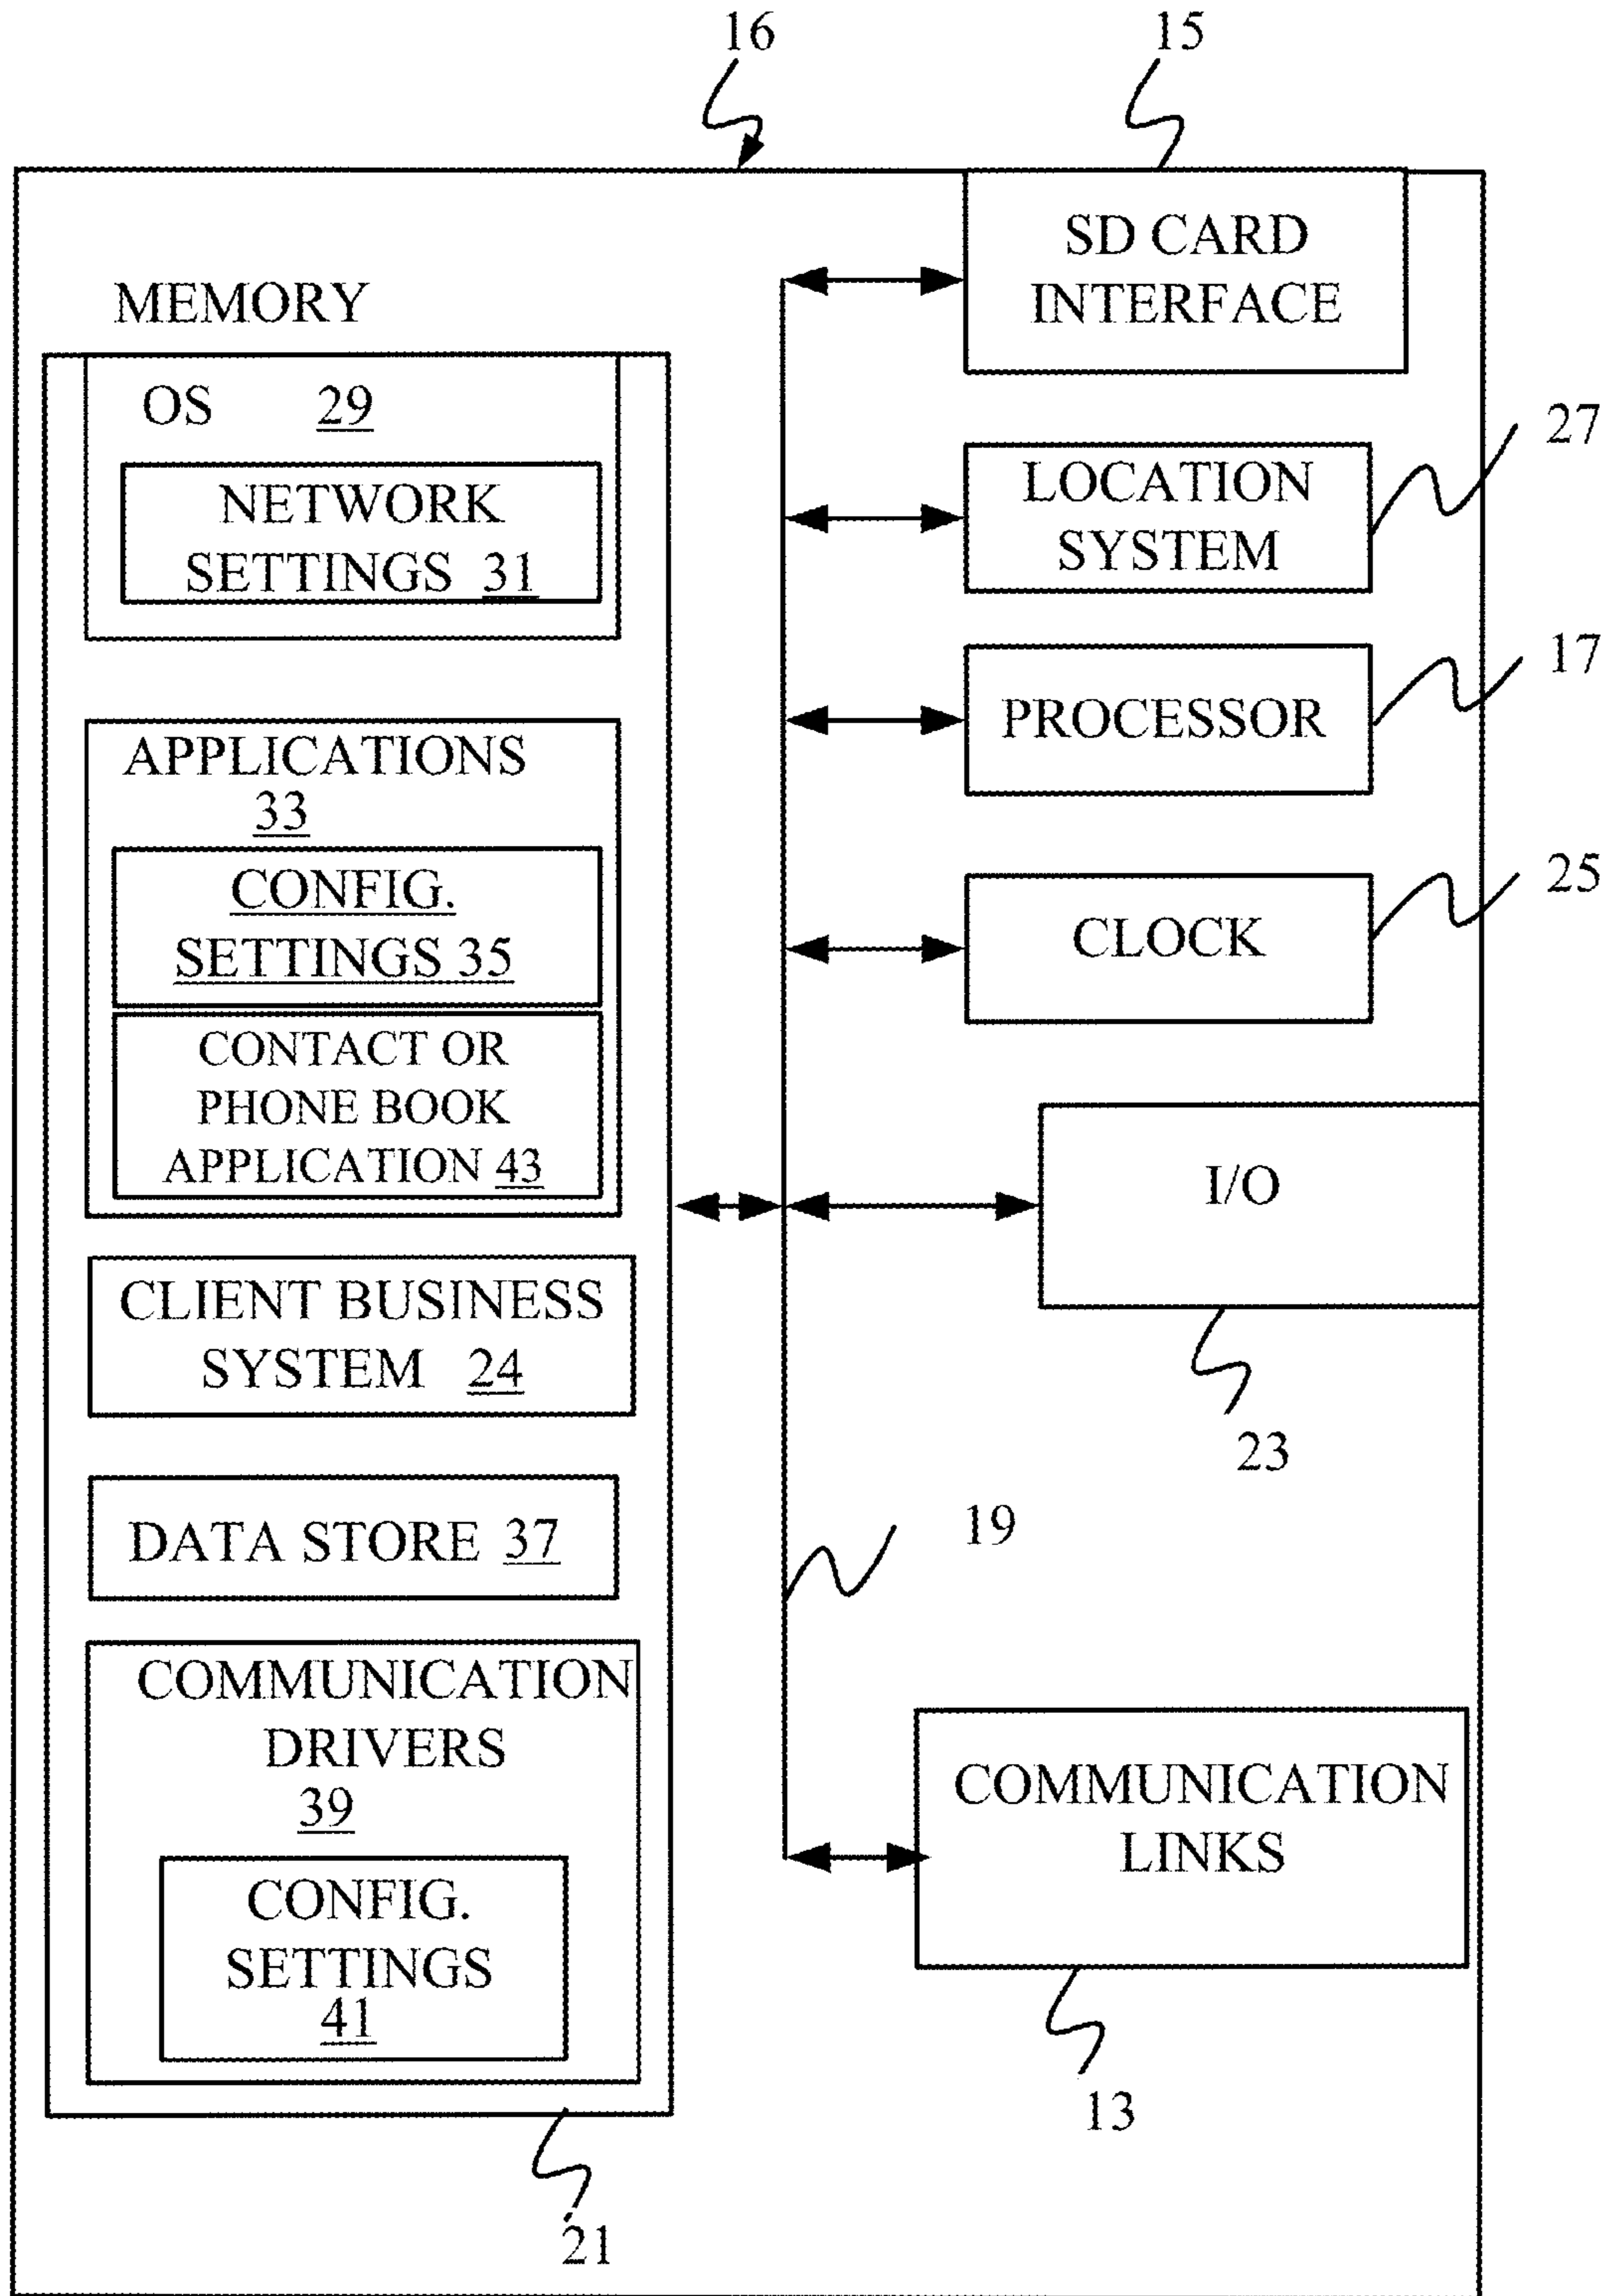 16
15
SD CARD
INTERFACE
MEMORY
OS 29
NETWORK
SETTINGS 31
APPLICATIONS
33
CONFIG.
SETTINGS 35
CONTACT OR
PHONE BOOK
APPLICATION 43
CLIENT BUSINESS
SYSTEM 24
DATA STORE 37
COMMUNICATION
DRIVERS
39
CONFIG.
SETTINGS
41
21
LOCATION
SYSTEM
27
PROCESSOR
17
CLOCK
25
I/O
23
19
COMMUNICATION
LINKS
13